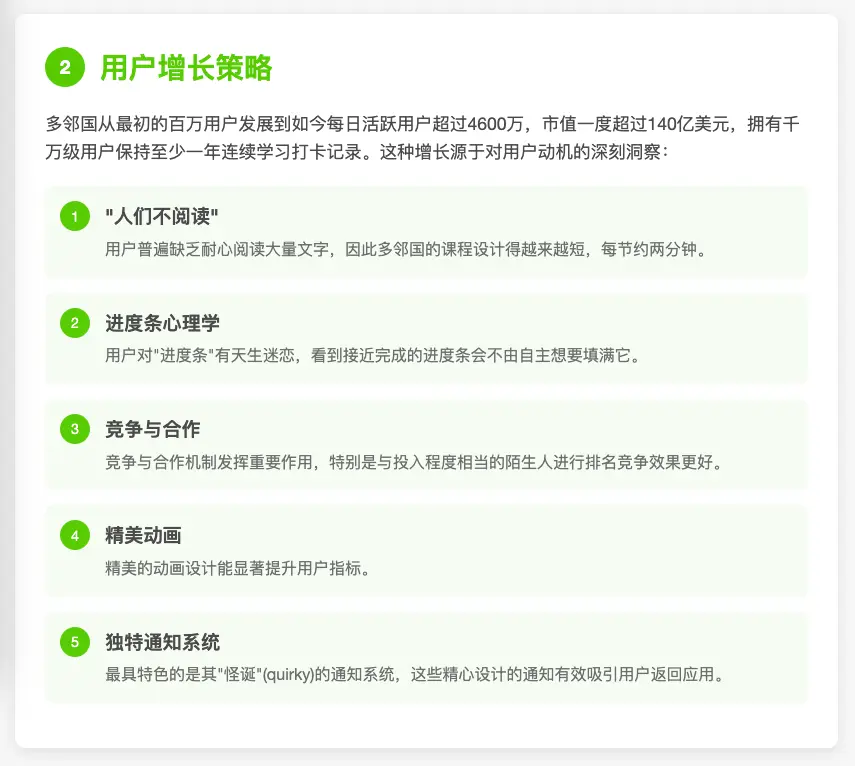 2 用户增长策略
多邻国从最初的百万用户发展到如今每日活跃用户超过4600万，市值一度超过140亿美元，拥有千
万级用户保持至少一年连续学习打卡记录。这种增长源于对用户动机的深刻洞察：
1 "人们不阅读"
用户普遍缺乏耐心阅读大量文字，因此多邻国的课程设计得越来越短，每节约两分钟。
2 进度条心理学
用户对"进度条"有天生迷恋，看到接近完成的进度条会不由自主想要填满它。
3 竞争与合作
竞争与合作机制发挥重要作用，特别是与投入程度相当的陌生人进行排名竞争效果更好。
4 精美动画
精美的动画设计能显著提升用户指标。
5 独特通知系统
最具特色的是其"怪诞"(quirky)的通知系统，这些精心设计的通知有效吸引用户返回应用。